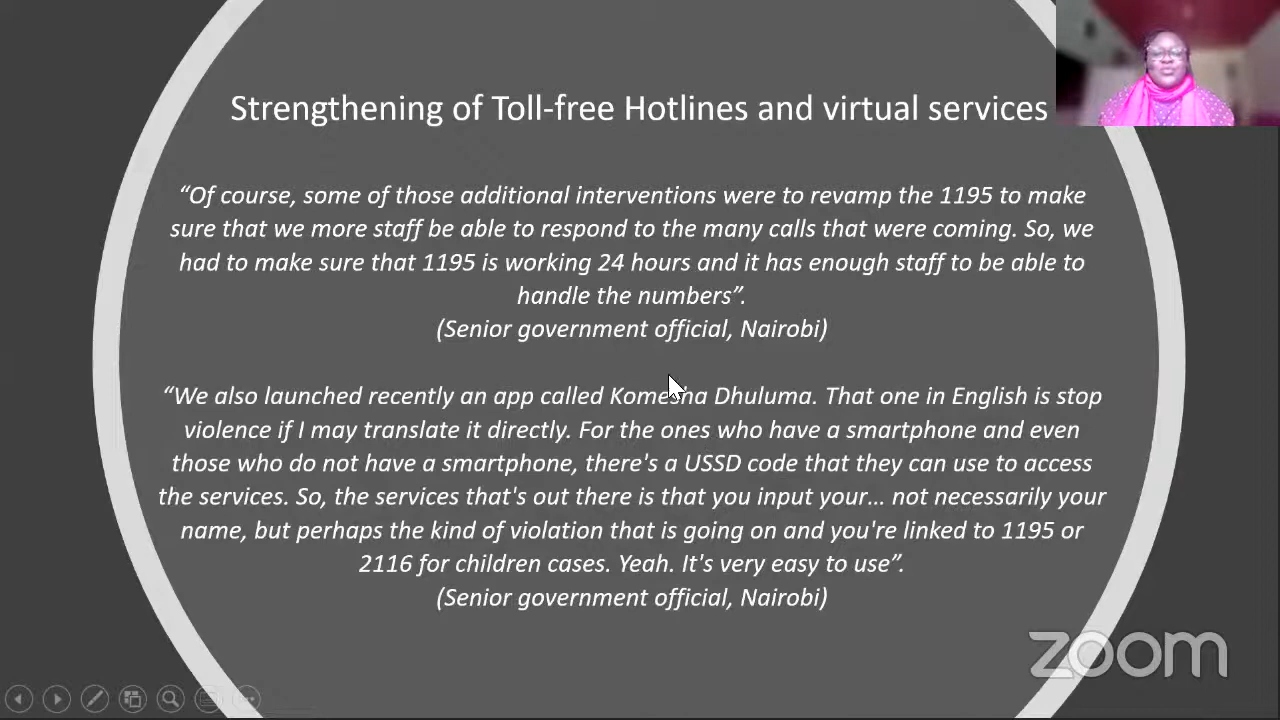 Strengthening of Toll-free Hotlines and virtual services
“Of course, some of those additional interventions were to revamp the 1195 to make
sure that we more staff be able to respond to the many calls that were coming. So, we
had to make sure that 1195 is working 24 hours and it has enough staff to be able to
handle the numbers”.
(Senior government official, Nairobi)
“We also launched recently an app called Komesha Dhuluma. That one in English is stop
violence if I may translate it directly. For the ones who have a smartphone and even
those who do not have a smartphone, there's a USSD code that they can use to access
the services. So, the services that's out there is that you input your… not necessarily your
name, but perhaps the kind of violation that is going on and you're linked to 1195 or
2116 for children cases. Yeah. It's very easy to use”.
(Senior government official, Nairobi)
zoom